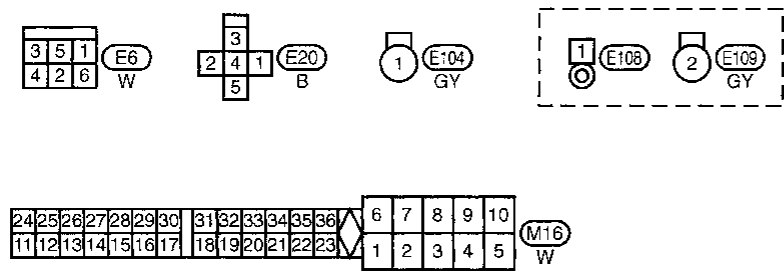 3 5 1 E6
4 2 6 W
3
2 4 1 E20
5 B
1 E104
GY
1 E108
2 E109
GY
24 25 26 27 28 29 30 31 32 33 34 35 36
11 12 13 14 15 16 17 18 19 20 21 22 23
6 7 8 9 10
1 2 3 4 5
M16
W